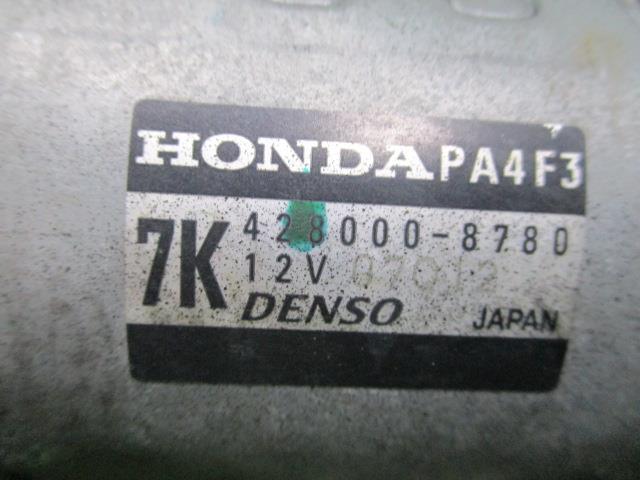 HONDA PA4F3
7K 428000-8780
12V
DENSO JAPAN